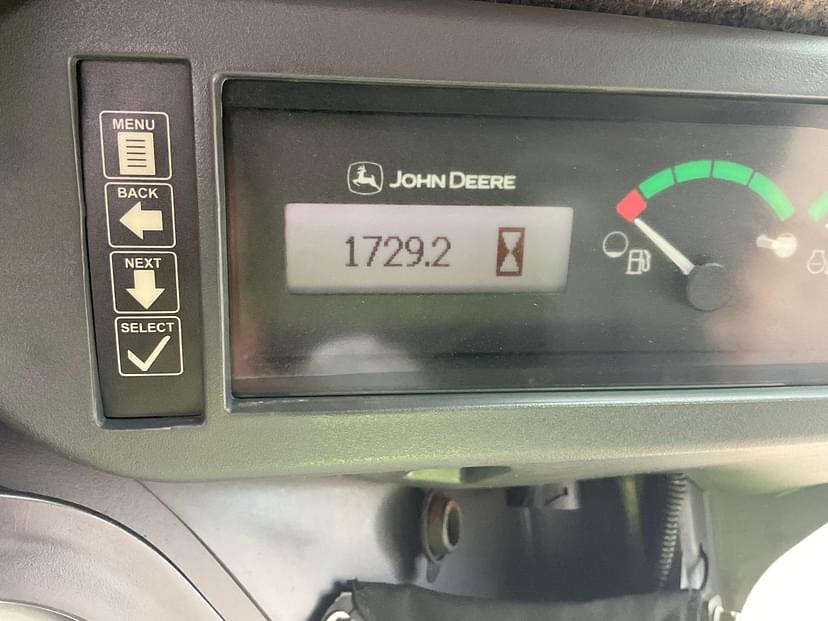 MENU
BACK
NEXT
SELECT
JOHN DEERE
1729.2